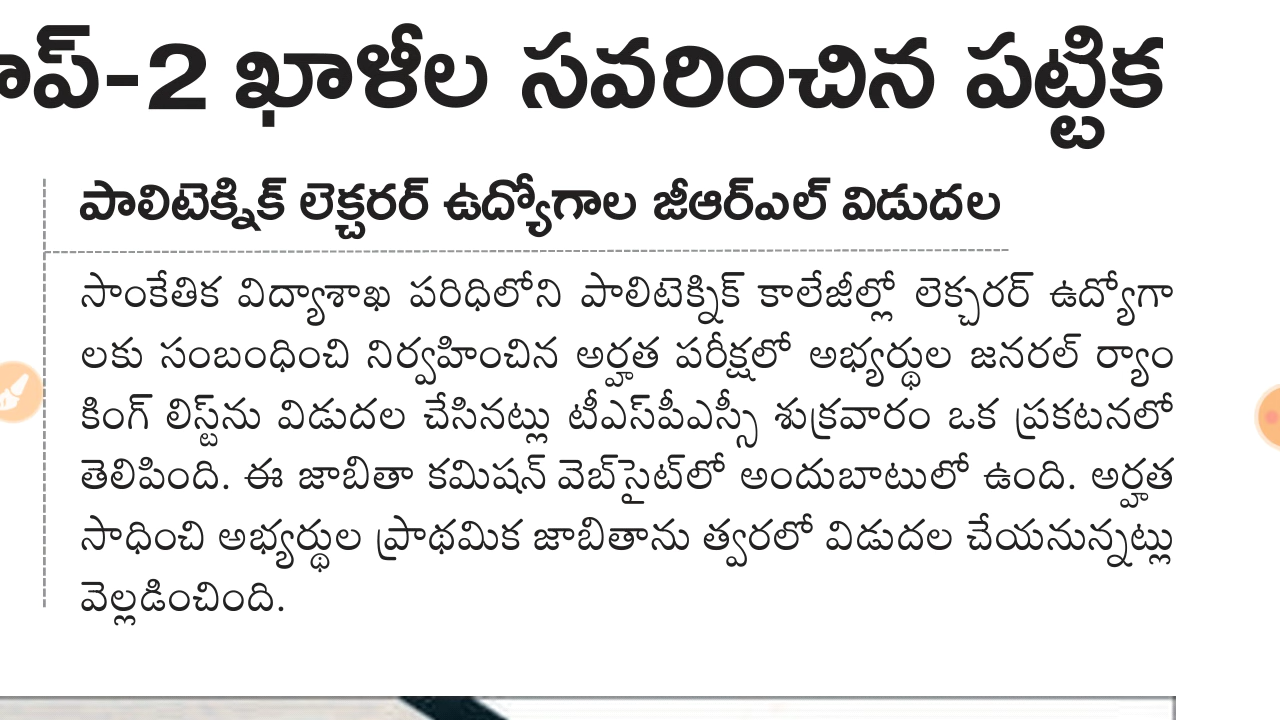 -2 ఖాళీల సవరించిన పట్టిక
పాలిటెక్నిక్ లెక్చరర్ ఉద్యోగాల జీఆర్ఎల్ విడుదల
సాంకేతిక విద్యాశాఖ పరిధిలోని పాలిటెక్నిక్ కాలేజీల్లో లెక్చరర్ ఉద్యోగా
లకు సంబంధించి నిర్వహించిన అర్హత పరీక్షలో అభ్యర్థుల జనరల్ ర్యాం
కింగ్ లిస్ట్‌ను విడుదల చేసినట్లు టీఎస్‌పీఎస్సీ శుక్రవారం ఒక ప్రకటనలో
తెలిపింది. ఈ జాబితా కమిషన్ వెబ్‌సైట్‌లో అందుబాటులో ఉంది. అర్హత
సాధించి అభ్యర్థుల ప్రాథమిక జాబితాను త్వరలో విడుదల చేయనున్నట్లు
వెల్లడించింది.